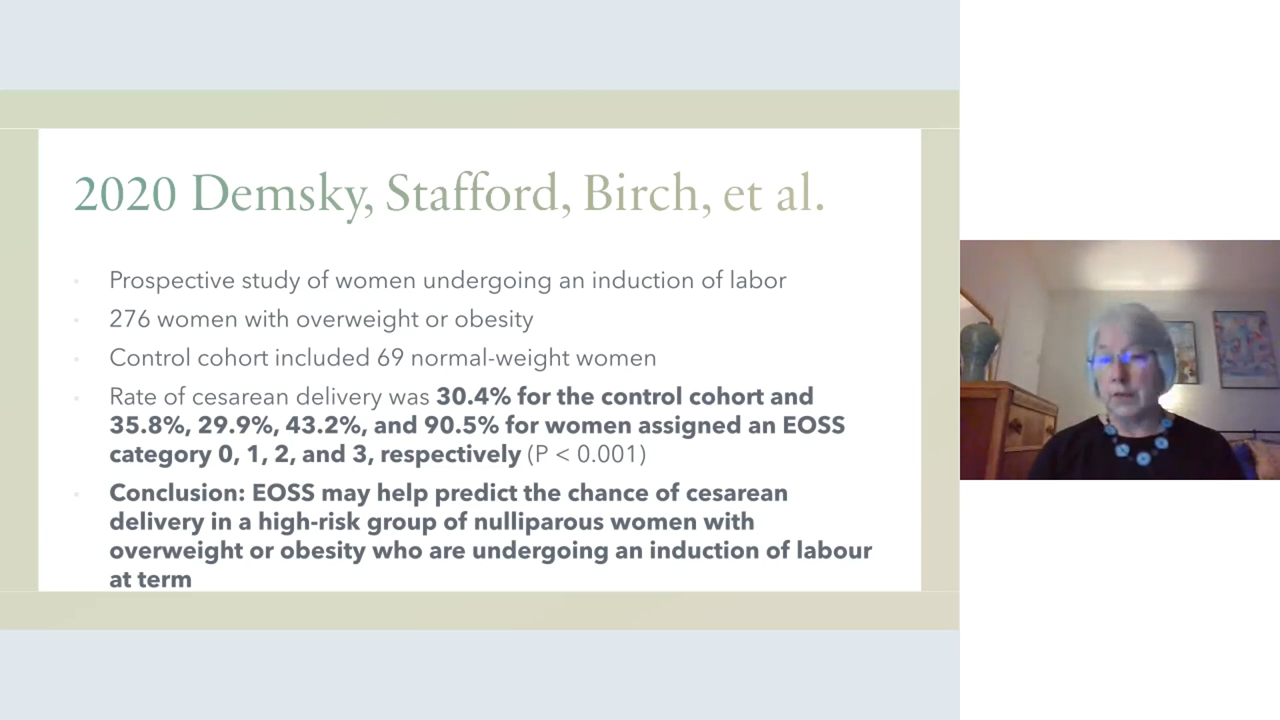 2020 Demsky, Stafford, Birch, et al.
Prospective study of women undergoing an induction of labor
276 women with overweight or obesity
Control cohort included 69 normal-weight women
Rate of cesarean delivery was 30.4% for the control cohort and
35.8%, 29.9%, 43.2%, and 90.5% for women assigned an EOSS
category 0, 1, 2, and 3, respectively (P < 0.001)
Conclusion: EOSS may help predict the chance of cesarean
delivery in a high-risk group of nulliparous women with
overweight or obesity who are undergoing an induction of labour
at term